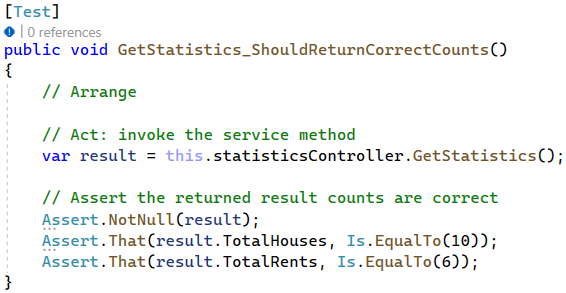 [Test]
| 0 references
public void GetStatistics_ShouldReturnCorrectCounts()
{
    // Arrange
    // Act: invoke the service method
    var result = this.statisticsController.GetStatistics();
    // Assert the returned result counts are correct
    Assert.NotNull(result);
    Assert.That(result.TotalHouses, Is.EqualTo(10));
    Assert.That(result.TotalRents, Is.EqualTo(6));
}